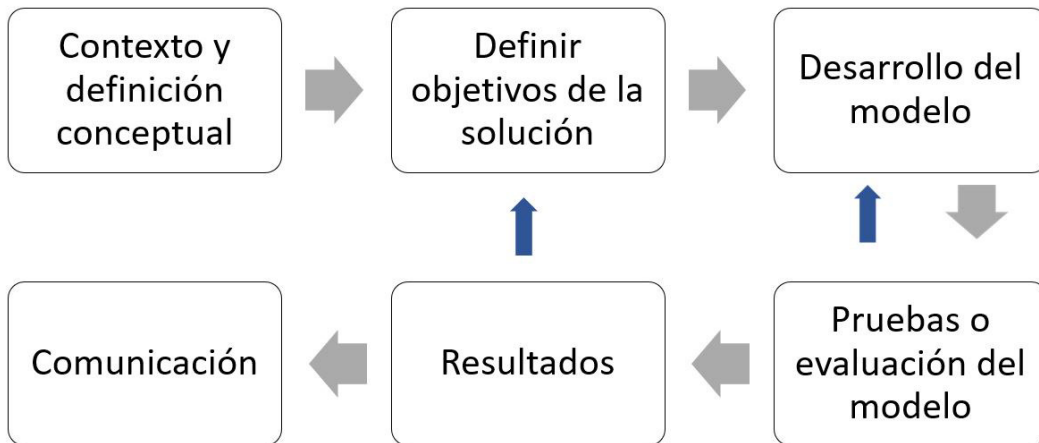 Contexto y
definición
conceptual
Definir
objetivos de la
solución
Desarrollo del
modelo
Comunicación
Resultados
Pruebas o
evaluación del
modelo